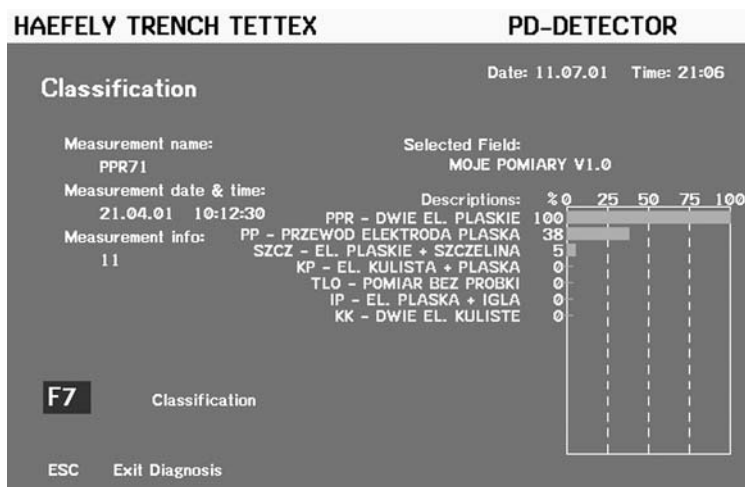 HAEFELY TRENCH TETTEX PD-DETECTOR
Date: 11.07.01 Time: 21:06
Classification
Measurement name: Selected Field:
PPR71 MOJE POMIARY V1.0
Measurement date & time: Descriptions: % 0 25 50 75 100
21.04.01 10:12:30 PPR - DWIE EL. PLASKIE 100
Measurement info: PP - PRZEWOD ELEKTRODA PLASKA 38
11 SZCZ - EL. PLASKIE + SZCZELINA 5
KP - EL. KULISTA + PLASKA 0
TLO - POMIAR BEZ PROBKI 0
IP - EL. PLASKA + IGLA 0
KK - DWIE EL. KULISTE 0
F7 Classification
ESC Exit Diagnosis